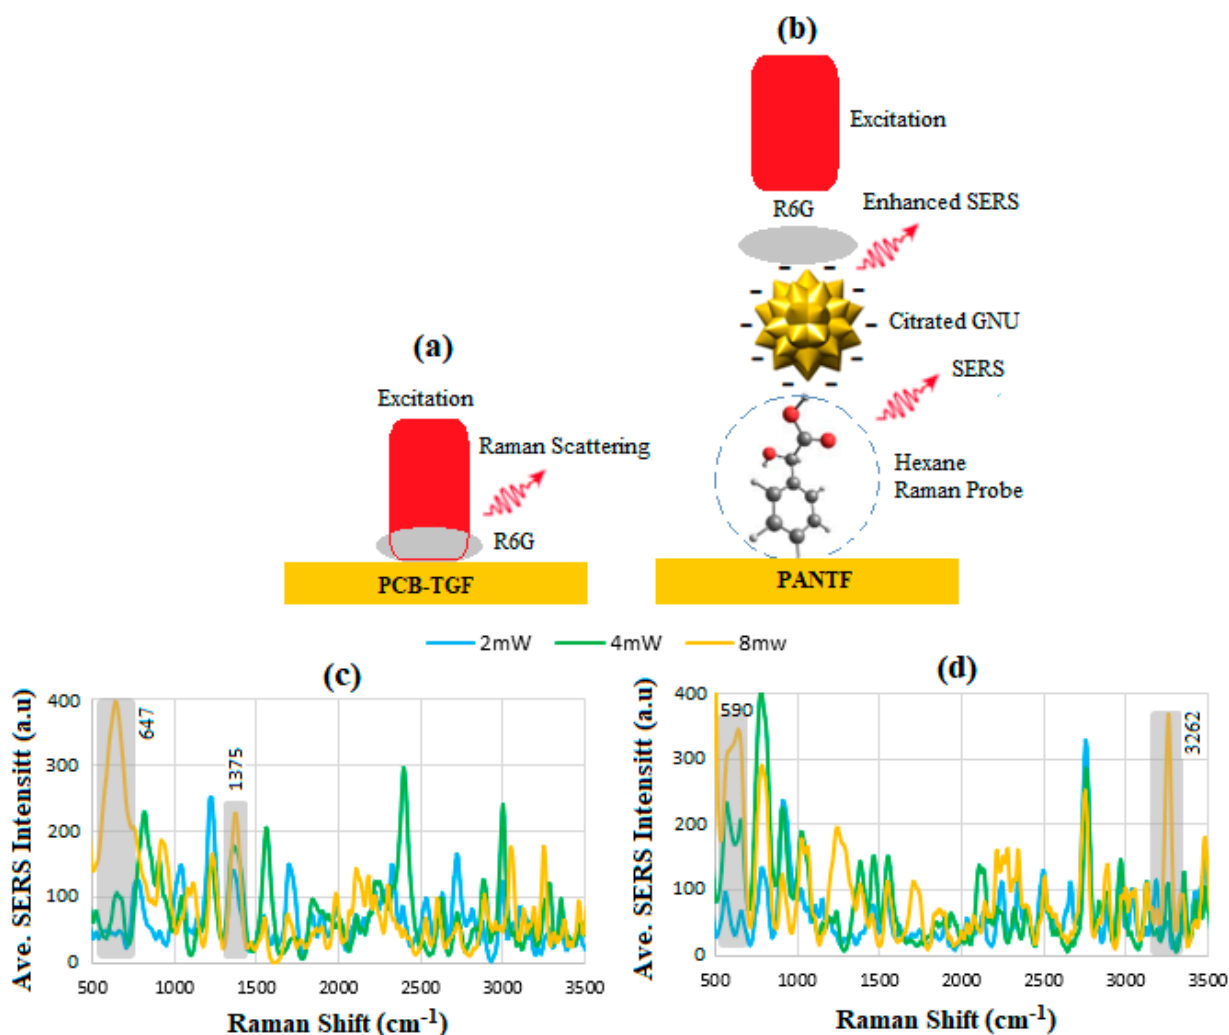 (b)
Excitation
R6G
Enhanced SERS
Citrated GNU
SERS
Hexane
Raman Probe
PANTF
(a)
Excitation
Raman Scattering
R6G
PCB-TGF
2mW 4mW 8mw
(c)
Ave. SERS Intensitt (a.u)
400
300
200
100
0
647
1375
500 1000 1500 2000 2500 3000 3500
Raman Shift (cm-1)
(d)
Ave. SERS Intensitt (a.u)
400
300
200
100
0
590
3262
500 1000 1500 2000 2500 3000 3500
Raman Shift (cm-1)